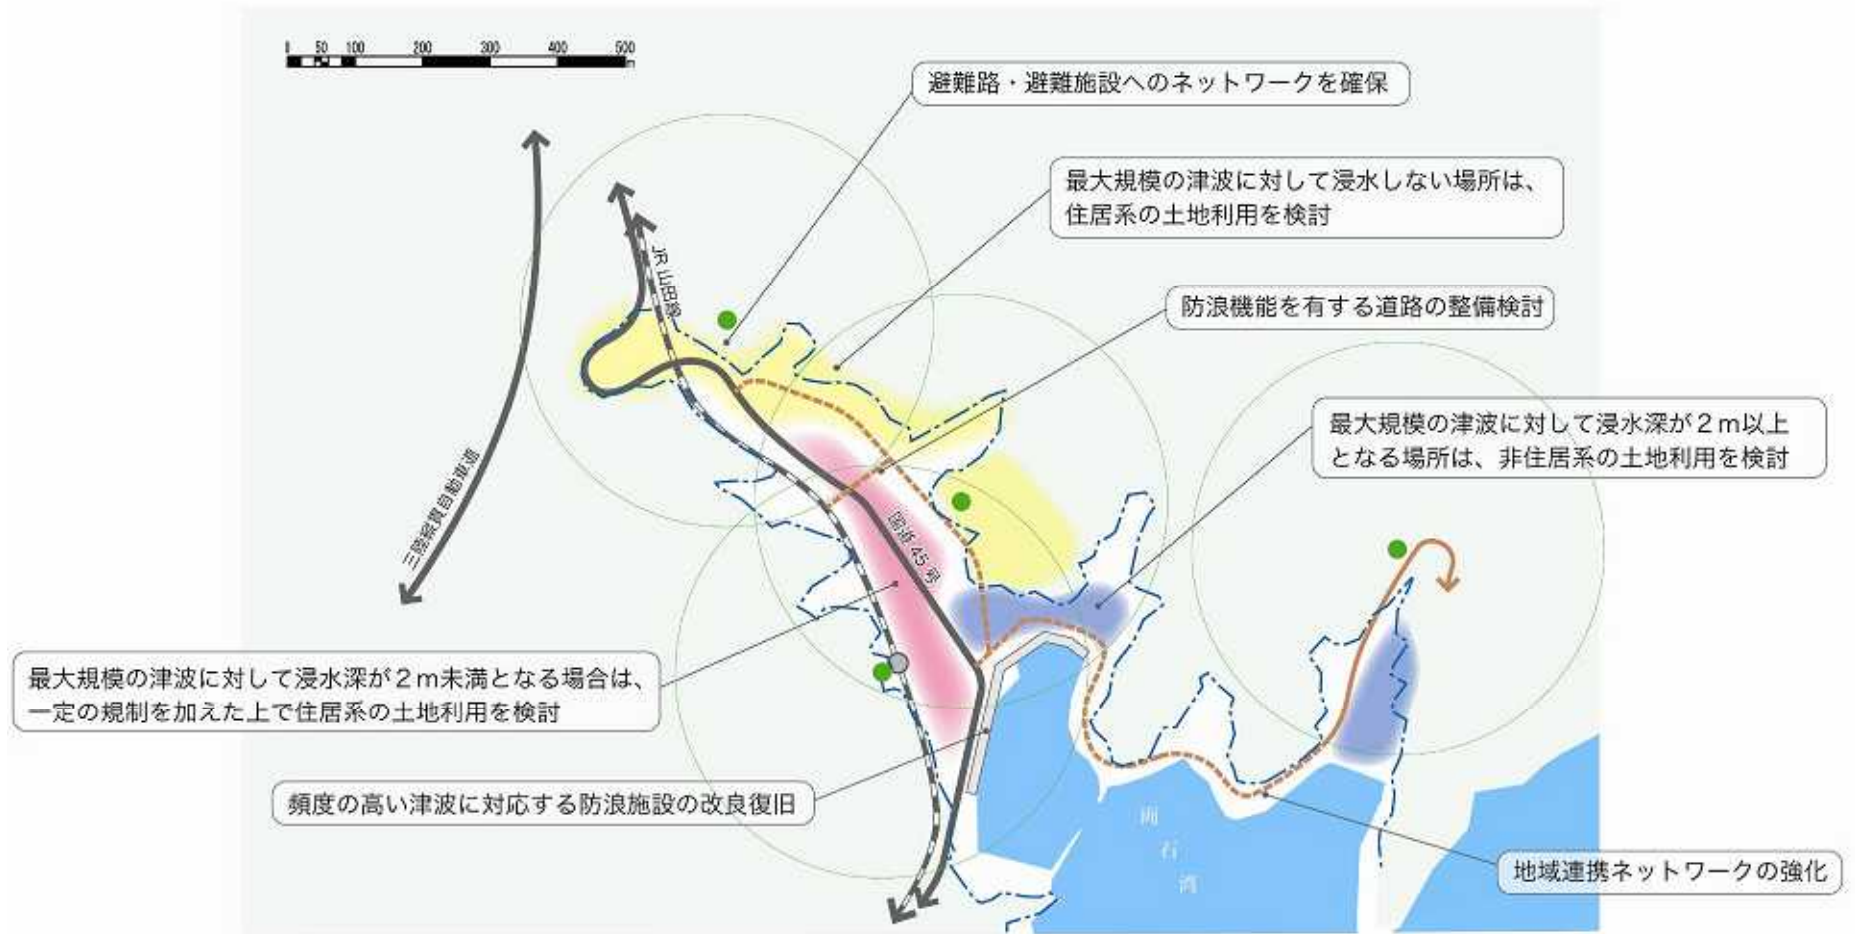 0 50 100 200 300 400 500
m
避難路・避難施設へのネットワークを確保
最大規模の津波に対して浸水しない場所は、
住居系の土地利用を検討
JR 山田線
防浪機能を有する道路の整備検討
最大規模の津波に対して浸水深が2m以上
となる場所は、非住居系の土地利用を検討
三陸縦貫自動車道
国道 45 号
最大規模の津波に対して浸水深が2m未満となる場合は、
一定の規制を加えた上で住居系の土地利用を検討
頻度の高い津波に対応する防浪施設の改良復旧
両
石
湾
地域連携ネットワークの強化